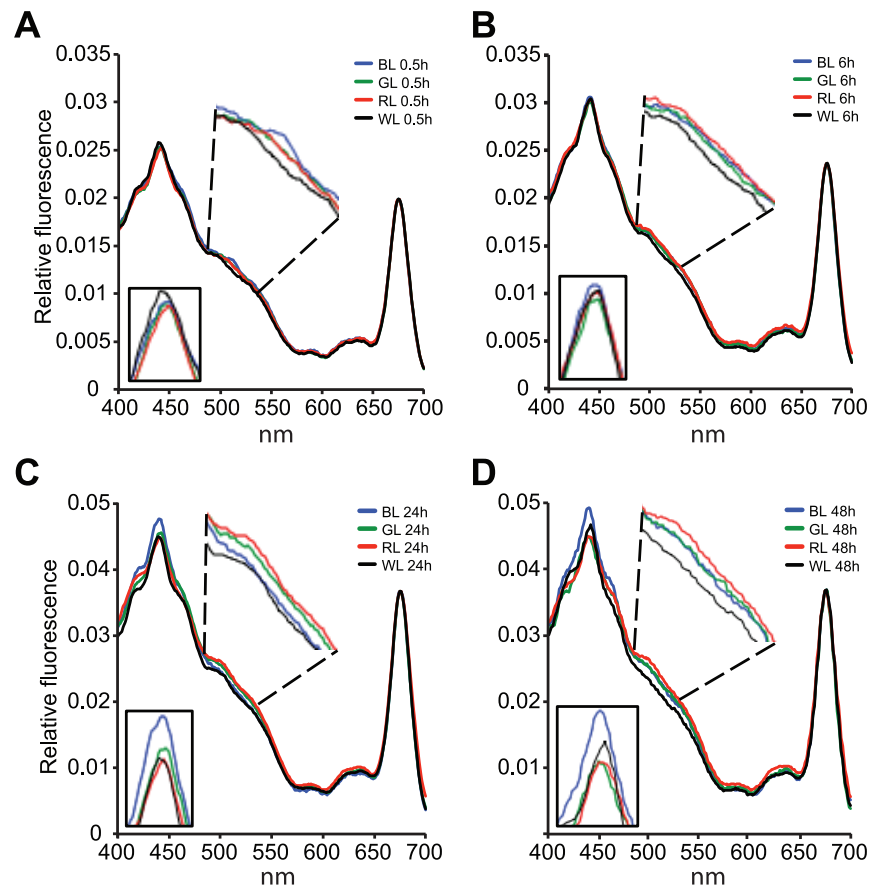 A
Relative fluorescence
0.035
0.03
0.025
0.02
0.015
0.01
0.005
0
400 450 500 550 600 650 700
nm
BL 0.5h
GL 0.5h
RL 0.5h
WL 0.5h
B
0.035
0.03
0.025
0.02
0.015
0.01
0.005
0
400 450 500 550 600 650 700
nm
BL 6h
GL 6h
RL 6h
WL 6h
C
Relative fluorescence
0.05
0.04
0.03
0.02
0.01
0
400 450 500 550 600 650 700
nm
BL 24h
GL 24h
RL 24h
WL 24h
D
0.05
0.04
0.03
0.02
0.01
0
400 450 500 550 600 650 700
nm
BL 48h
GL 48h
RL 48h
WL 48h